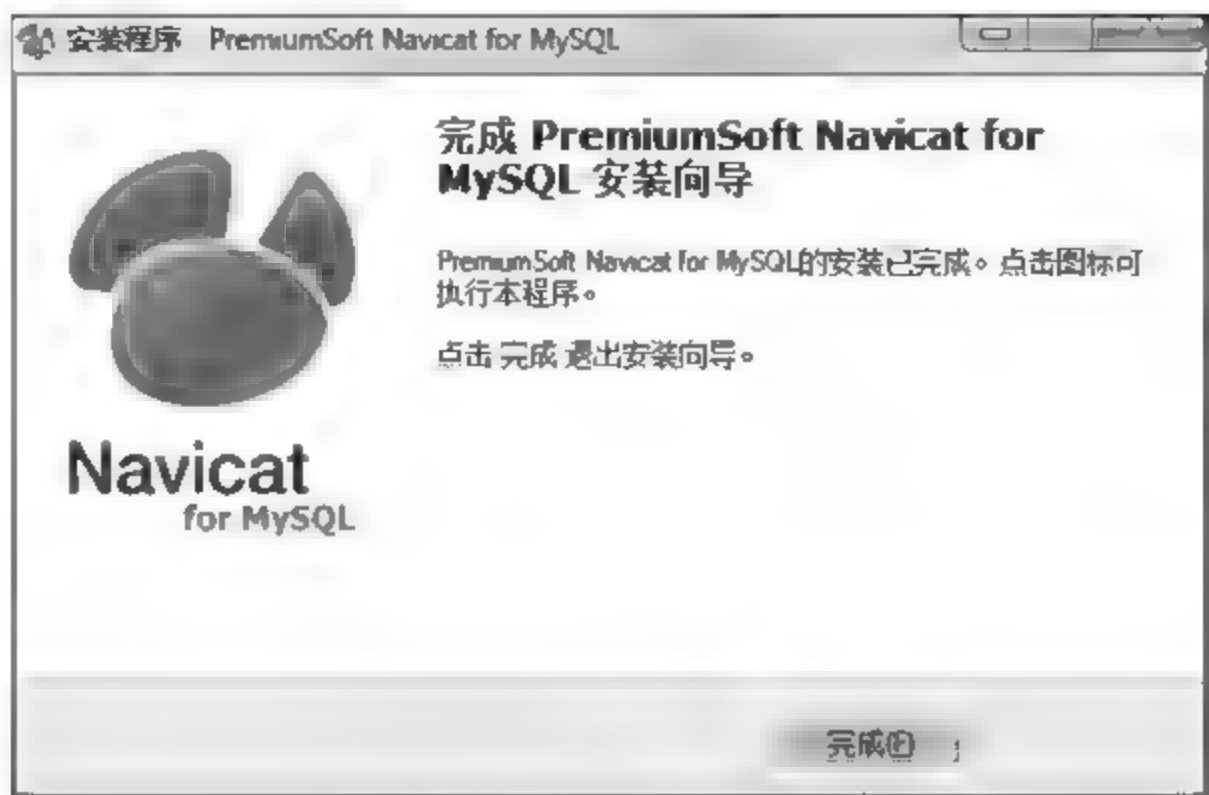 安装程序 PremiumSoft Navicat for MySQL
完成 PremiumSoft Navicat for
MySQL 安装向导
PremiumSoft Navicat for MySQL的安装已完成。点击图标可
执行本程序。
点击 完成 退出安装向导。
Navicat
for MySQL
完成(F)